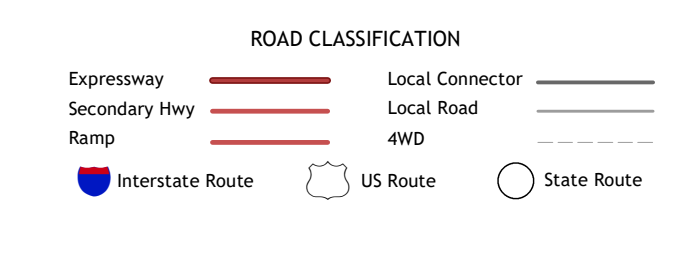 ROAD CLASSIFICATION
Expressway
Local Connector
Secondary Hwy
Local Road
Ramp
4WD
Interstate Route
US Route
State Route